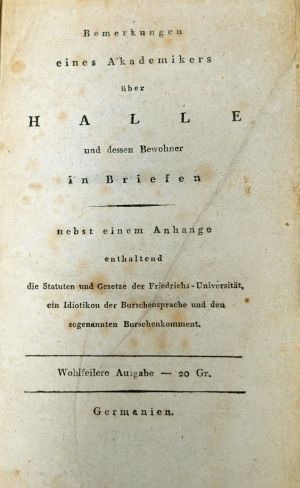 Bemerkungen
eines Akademikers
über
HALLE
und dessen Bewohner
in Briefen
nebst einem Anhange
enthaltend
die Statuten und Gesetze der Friedrichs-Universität,
ein Idiotikon der Burschensprache und den
sogenannten Burschenkomment.
Wohlfeilere Ausgabe — 20 Gr.
Germanien.